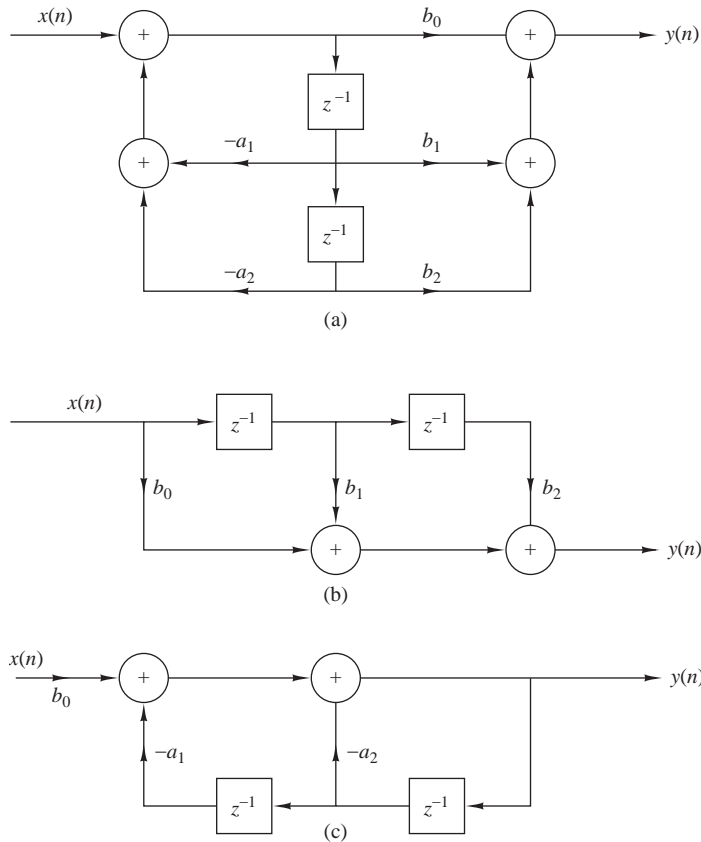 x(n) + b₀ + y(n)
z⁻¹
+ −a₁ b₁ +
z⁻¹
−a₂ b₂
(a)
x(n) z⁻¹ z⁻¹
b₀ b₁ b₂
+ + y(n)
(b)
x(n) + + y(n)
b₀
−a₁ −a₂
z⁻¹ z⁻¹
(c)